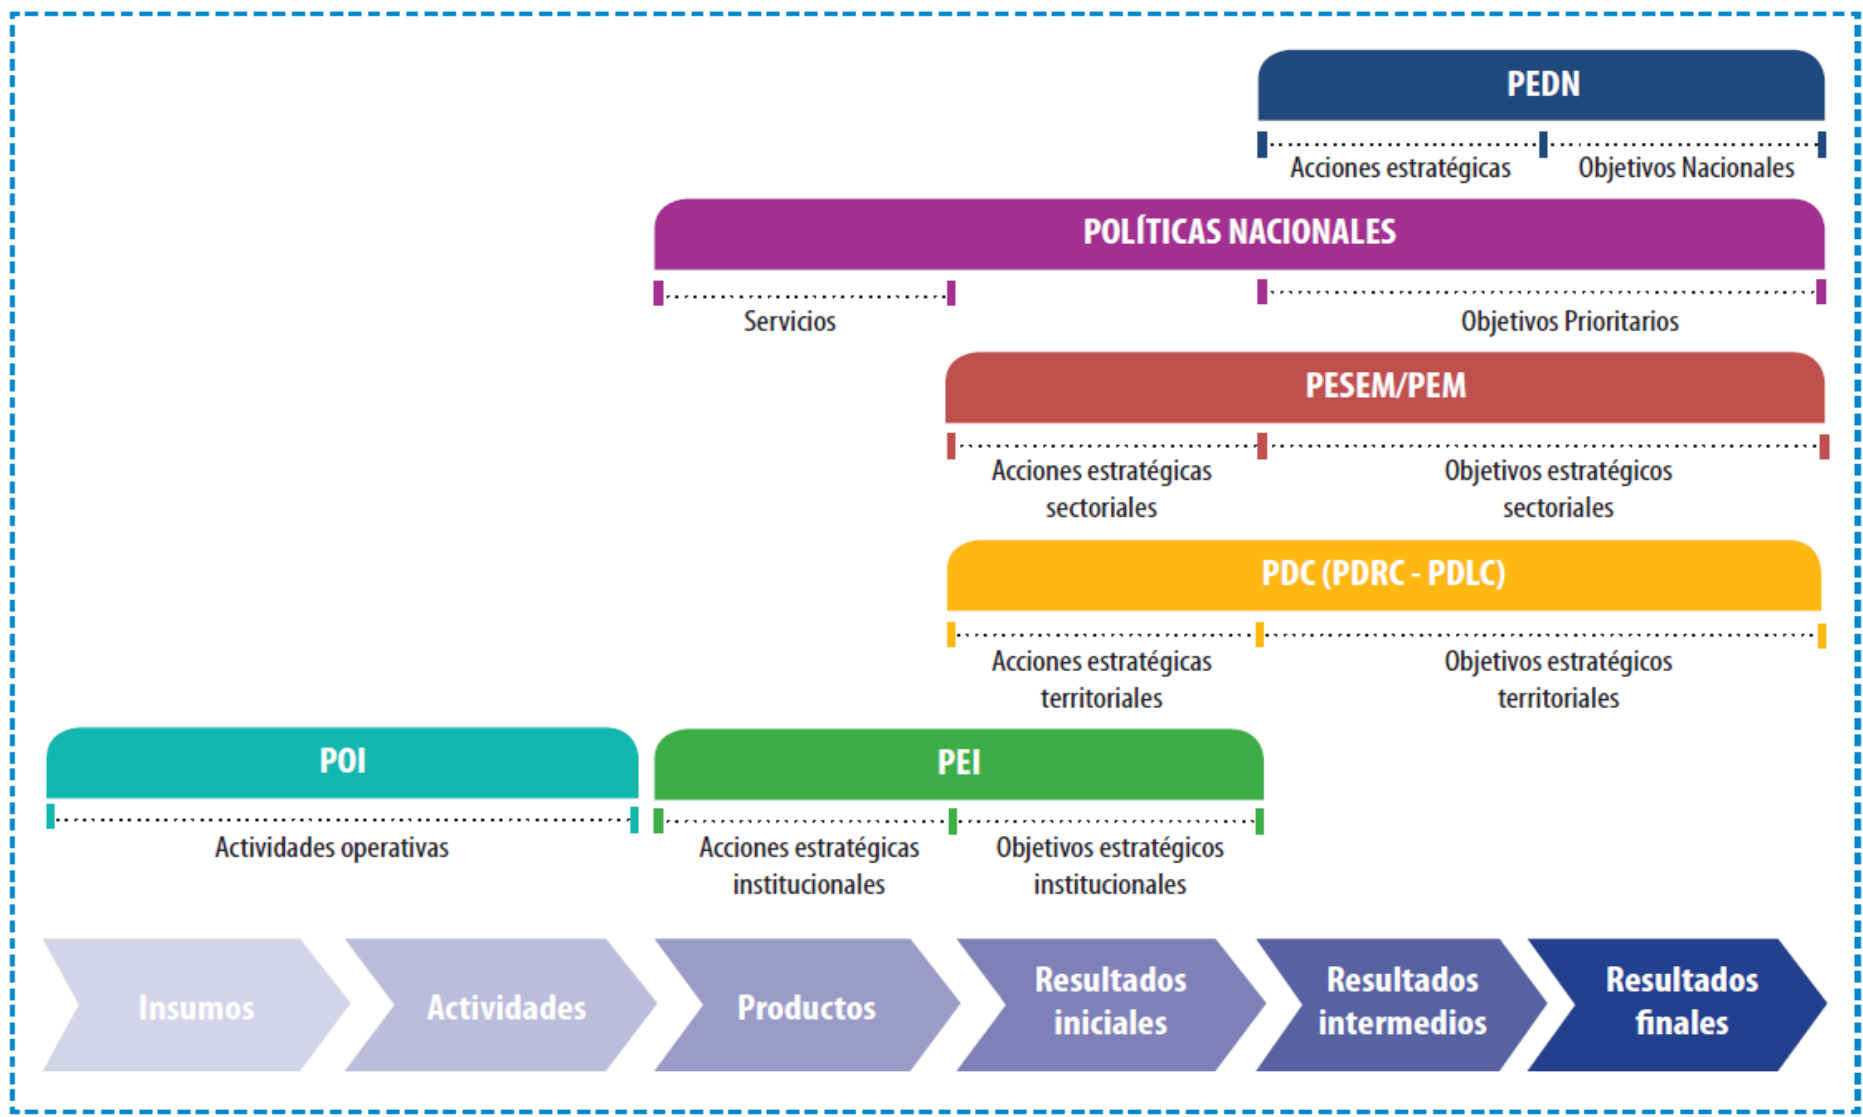 PEDN
Acciones estratégicas
Objetivos Nacionales
POLÍTICAS NACIONALES
Servicios
Objetivos Prioritarios
PESEM/PEM
Acciones estratégicas
sectoriales
Objetivos estratégicos
sectoriales
PDC (PDRC - PDLC)
Acciones estratégicas
territoriales
Objetivos estratégicos
territoriales
POI
Actividades operativas
PEI
Acciones estratégicas
institucionales
Objetivos estratégicos
institucionales
Insumos
Actividades
Productos
Resultados
iniciales
Resultados
intermedios
Resultados
finales